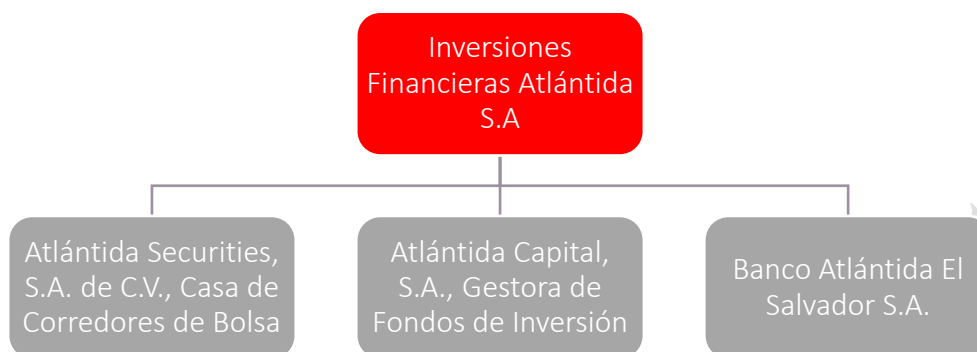 Inversiones
Financieras Atlántida
S.A
Atlántida Securities,
S.A. de C.V., Casa de
Corredores de Bolsa
Atlántida Capital,
S.A., Gestora de
Fondos de Inversión
Banco Atlántida El
Salvador S.A.